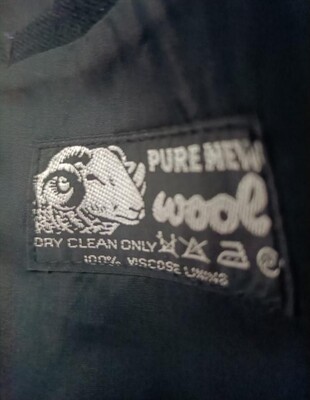 PURE NEW
wool
DRY CLEAN ONLY
100% VISCOSE LINING